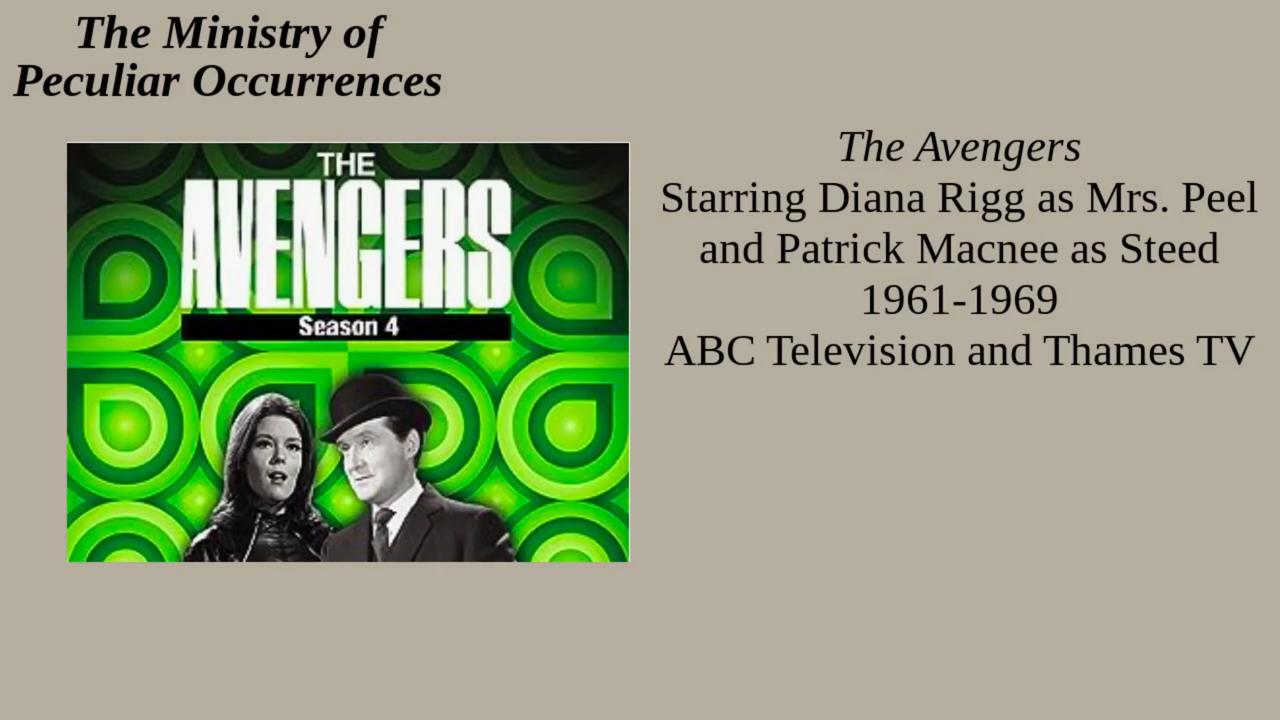 The Ministry of
Peculiar Occurrences
THE
AVENGERS
Season 4
The Avengers
Starring Diana Rigg as Mrs. Peel
and Patrick Macnee as Steed
1961-1969
ABC Television and Thames TV